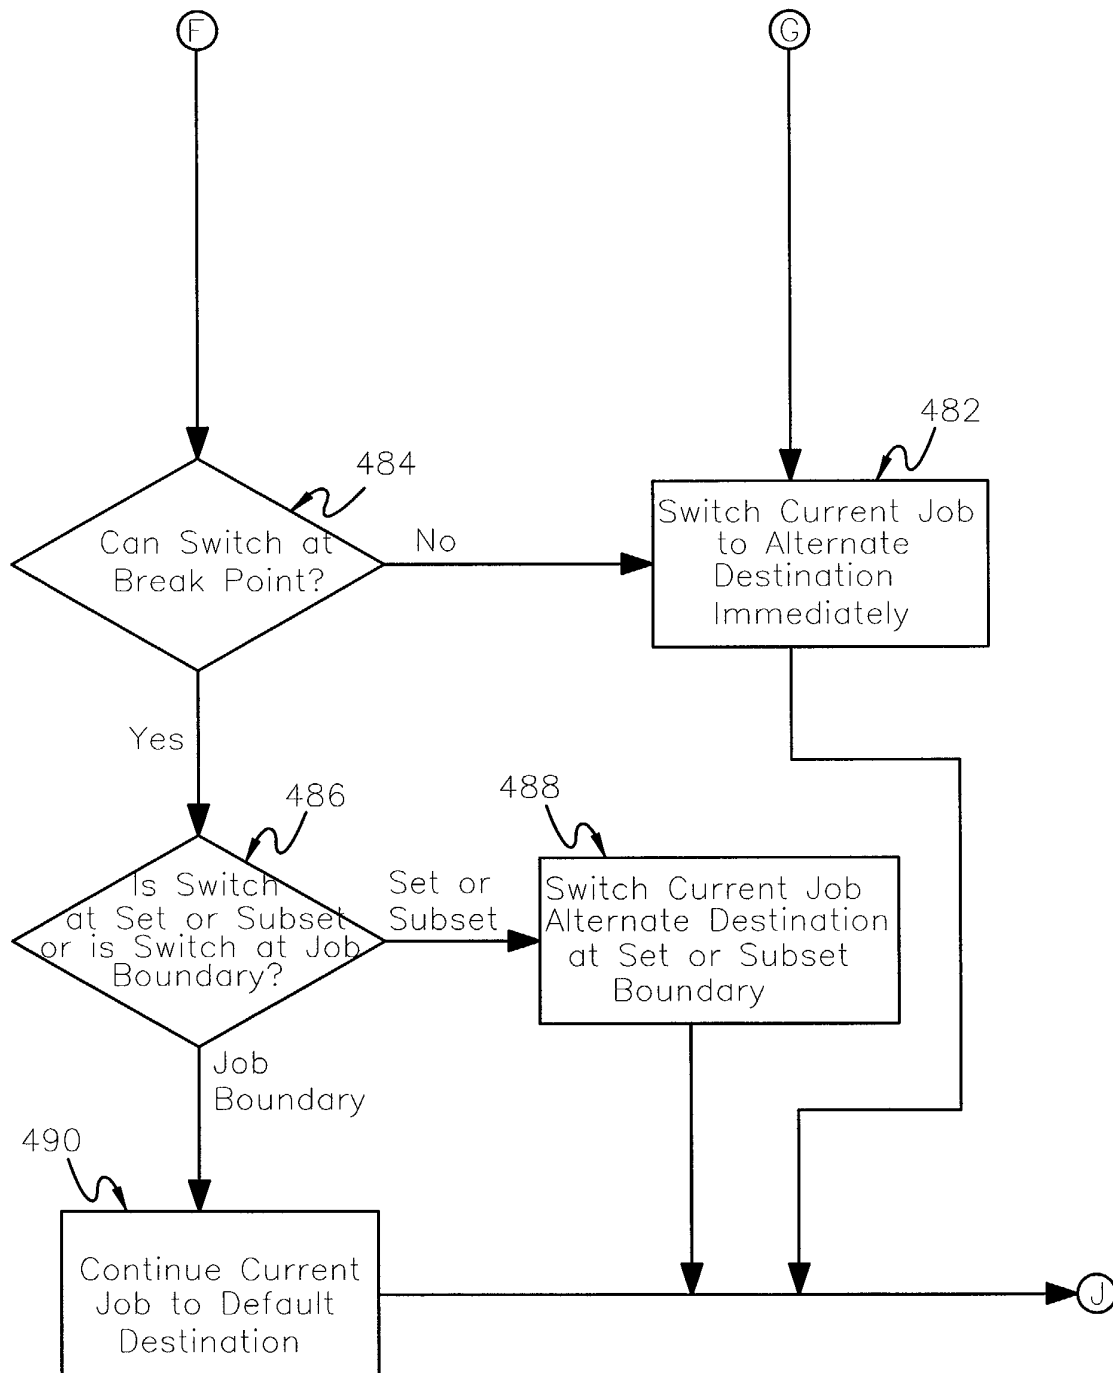 F
G
482
484
Switch Current Job
to Alternate
Destination
Immediately
Can Switch at
Break Point?
No
Yes
486
488
Is Switch
at Set or Subset
or is Switch at Job
Boundary?
Set or
Subset
Switch Current Job
Alternate Destination
at Set or Subset
Boundary
Job
Boundary
490
Continue Current
Job to Default
Destination
J